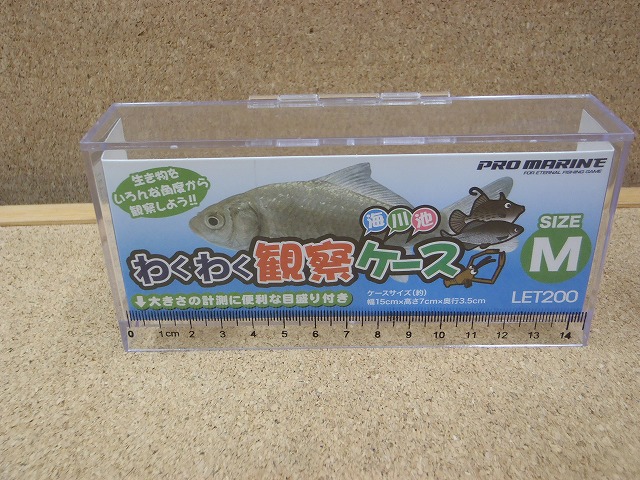 生き物を
いろんな角度から
観察しよう!!
PRO MARINE
FOR ETERNAL FISHING GAME
海川池
わくわく観察ケース
SIZE
M
↓大きさの計測に便利な目盛り付き
ケースサイズ(約)
幅15cm×高さ7cm×奥行3.5cm
LET200
0 1cm 2 3 4 5 6 7 8 9 10 11 12 13 14